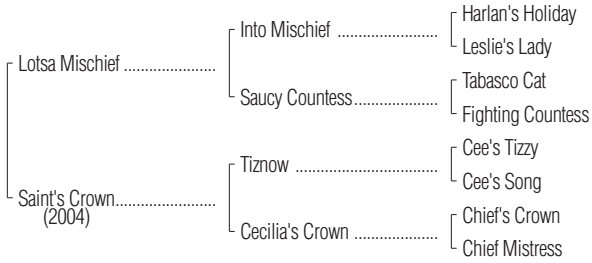 Harlan's Holiday
Into Mischief ....................
Leslie's Lady
Lotsa Mischief ......................
Tabasco Cat
Saucy Countess..................
Fighting Countess
Cee's Tizzy
Tiznow ..............................
Cee's Song
Saint's Crown........................
(2004)
Chief's Crown
Cecilia's Crown ..................
Chief Mistress